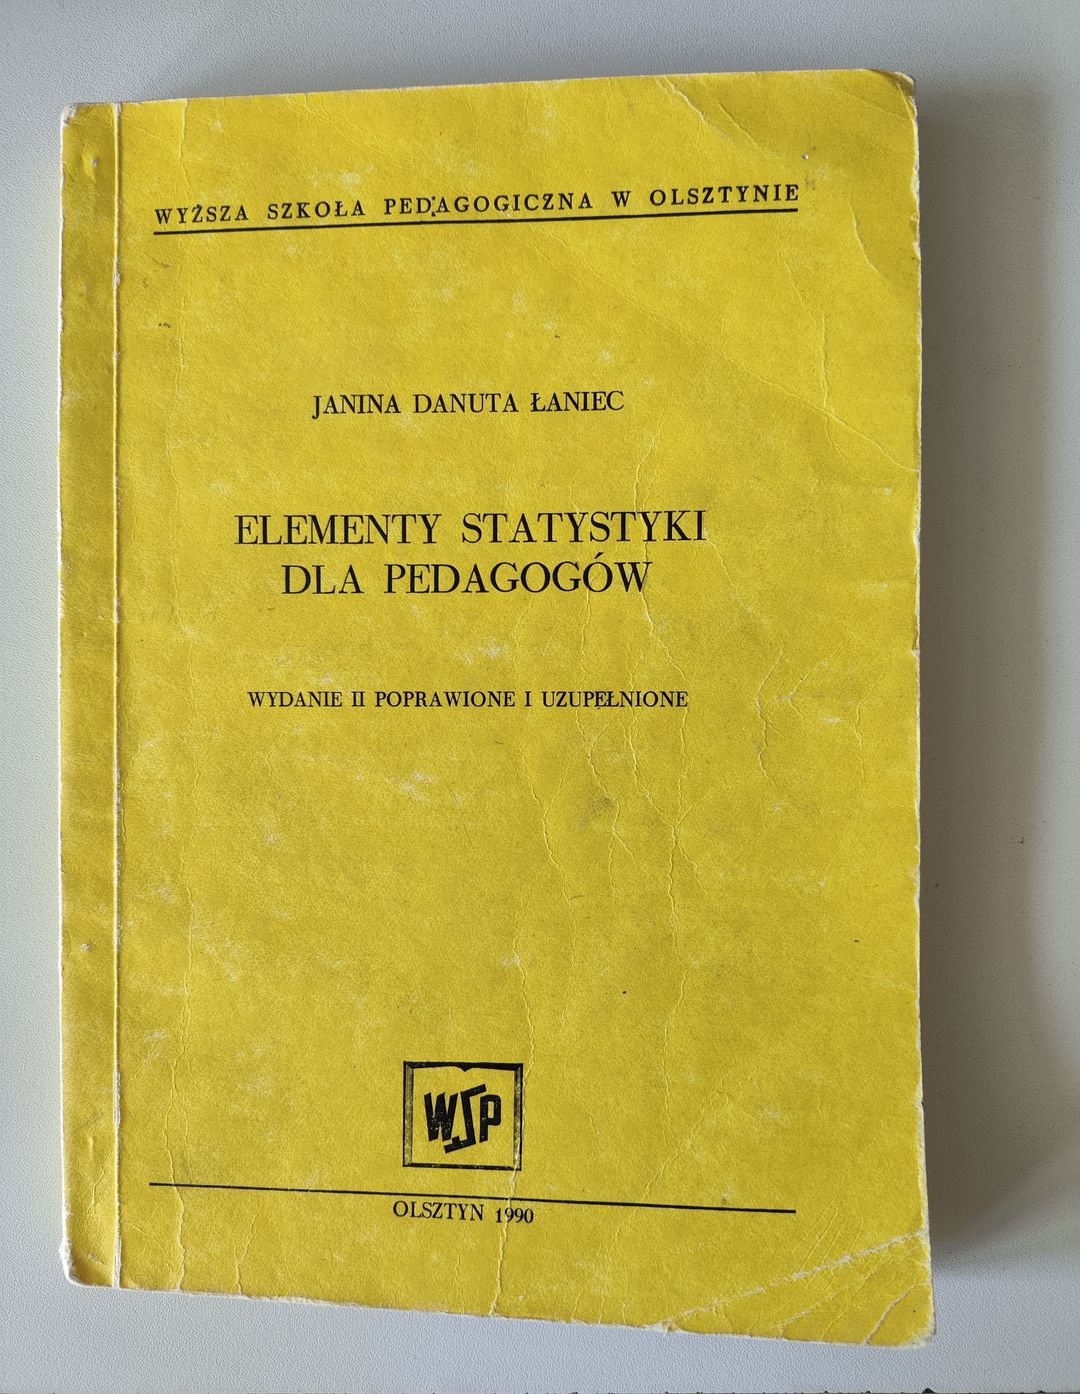 WYŻSZA SZKOŁA PEDAGOGICZNA W OLSZTYNIE
JANINA DANUTA ŁANIEC
ELEMENTY STATYSTYKI
DLA PEDAGOGÓW
WYDANIE II POPRAWIONE I UZUPEŁNIONE
WSP
OLSZTYN 1990